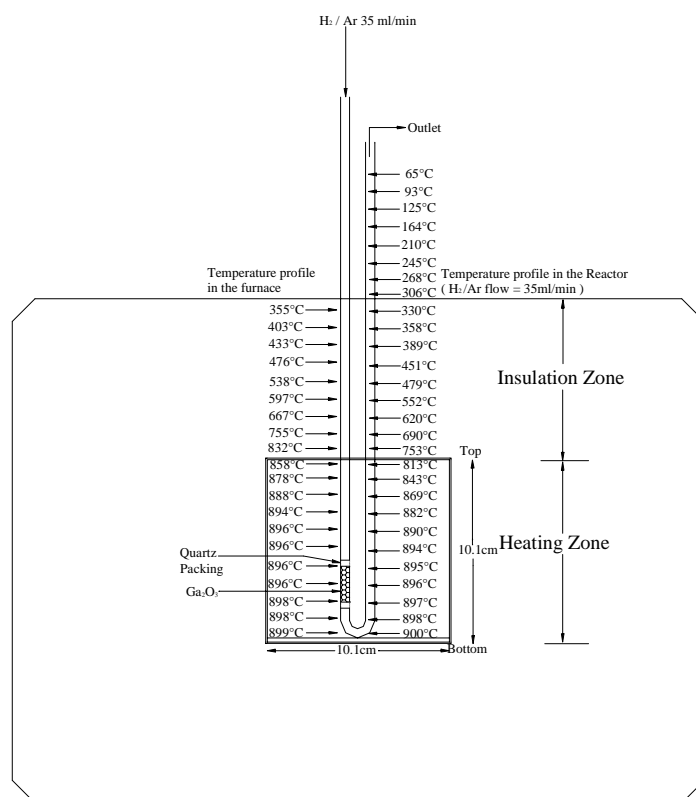 H₂ / Ar 35 ml/min
Outlet
65°C
93°C
125°C
164°C
210°C
245°C
268°C
306°C
Temperature profile
in the furnace
Temperature profile in the Reactor
( H₂/Ar flow = 35ml/min )
355°C
403°C
433°C
476°C
538°C
597°C
667°C
755°C
832°C
858°C
878°C
888°C
894°C
896°C
896°C
896°C
896°C
898°C
898°C
899°C
330°C
358°C
389°C
451°C
479°C
552°C
620°C
690°C
753°C
813°C
843°C
869°C
882°C
890°C
894°C
895°C
896°C
897°C
898°C
900°C
Insulation Zone
Top
Heating Zone
10.1cm
Quartz
Packing
Ga₂O₃
10.1cm
Bottom